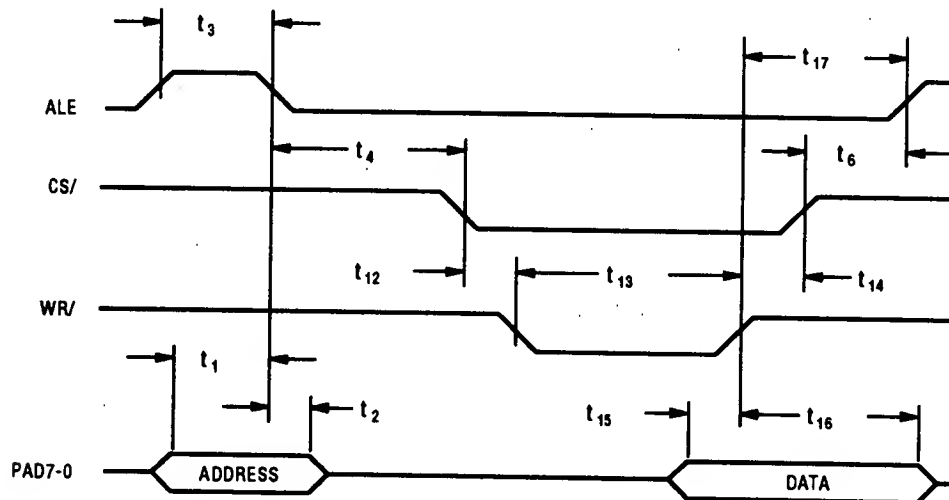 t3
t17
ALE
t4
t6
CS/
t12
t13
t14
WR/
t1
t2
t15
t16
PAD7-0
ADDRESS
DATA